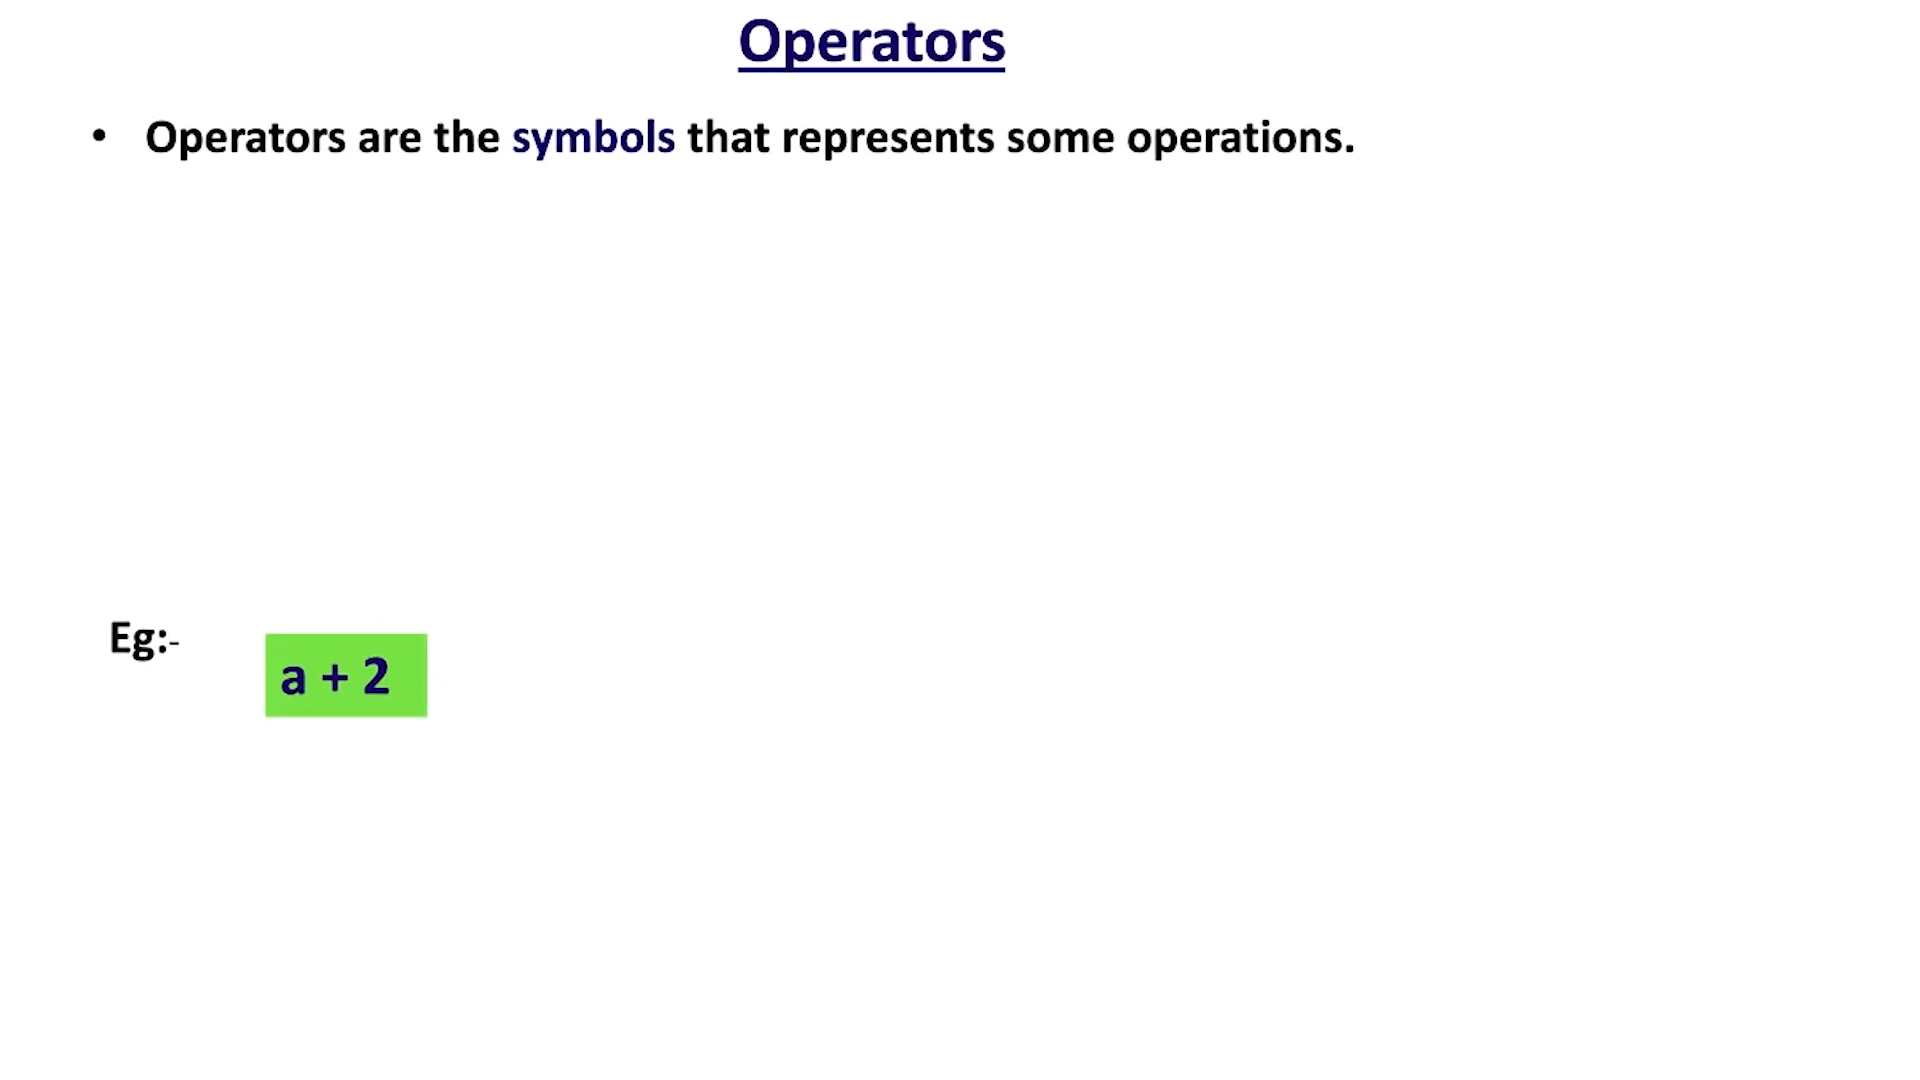 Operators
• Operators are the symbols that represents some operations.
Eg:-
a + 2